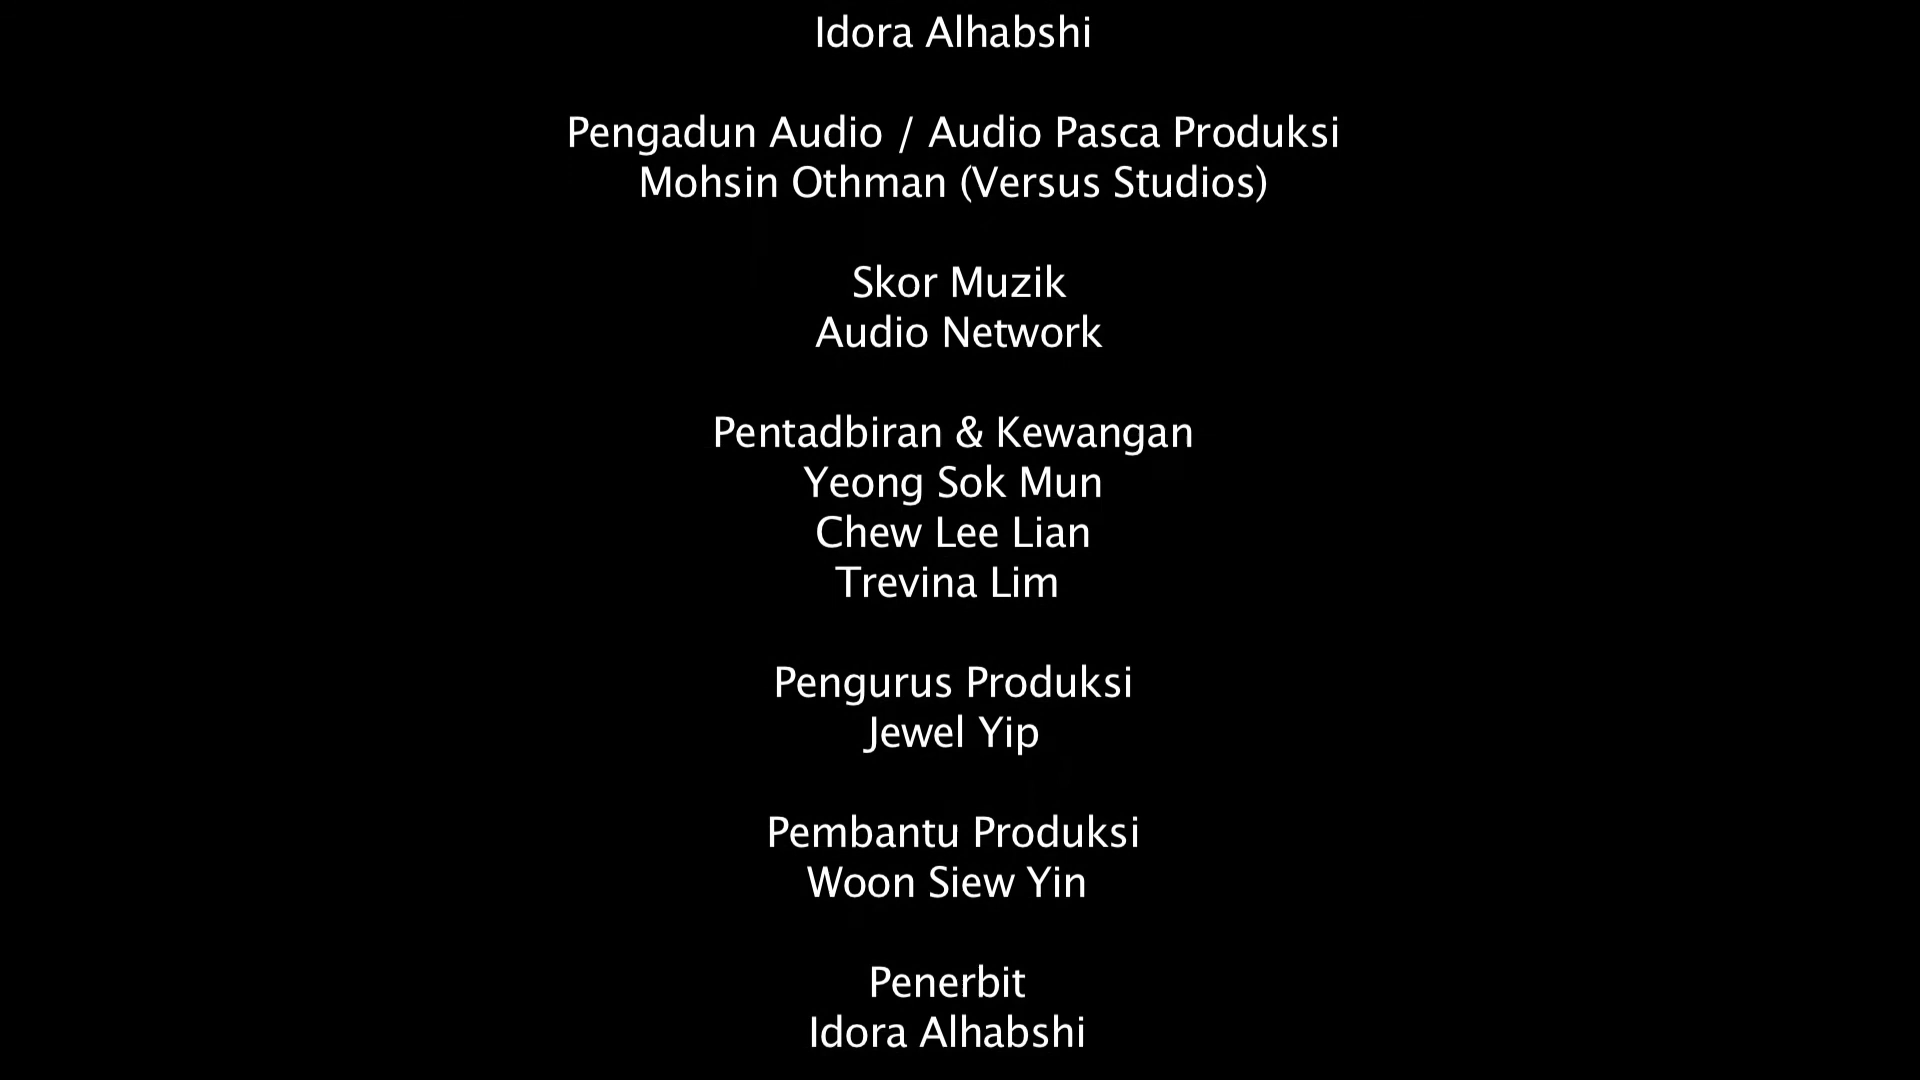 Idora Alhabshi
Pengadun Audio / Audio Pasca Produksi
Mohsin Othman (Versus Studios)
Skor Muzik
Audio Network
Pentadbiran & Kewangan
Yeong Sok Mun
Chew Lee Lian
Trevina Lim
Pengurus Produksi
Jewel Yip
Pembantu Produksi
Woon Siew Yin
Penerbit
Idora Alhabshi